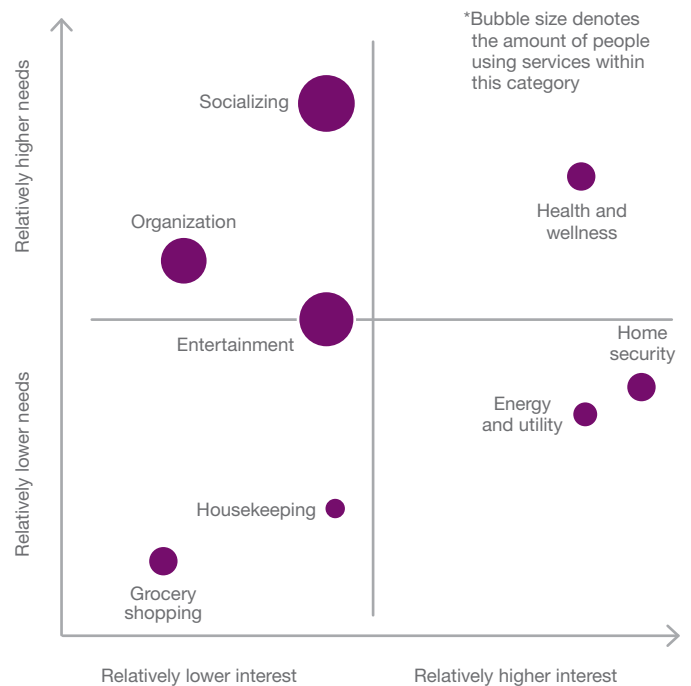 *Bubble size denotes
the amount of people
using services within
this category
Relatively higher needs
Socializing
Health and
wellness
Organization
Entertainment
Home
security
Relatively lower needs
Energy
and utility
Housekeeping
Grocery
shopping
Relatively lower interest
Relatively higher interest